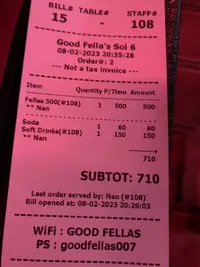 BILL# TABLE# STAFF#
15 - 108
Good Fella's Soi 6
08-02-2023 20:35:28
Order#: 2
--- Not a tax invoice ---
Item Quantity P/Item Amount
Fellas 500(#108) 1 500 500
** Nan
Soda 1 60 60
Soft Drinks(#108) 1 150 150
** Nan
710
SUBTOT: 710
Last order served by: Nan (#108)
Bill opened at: 08-02-2023 20:26:03
WiFi : GOOD FELLAS
PS : goodfellas007